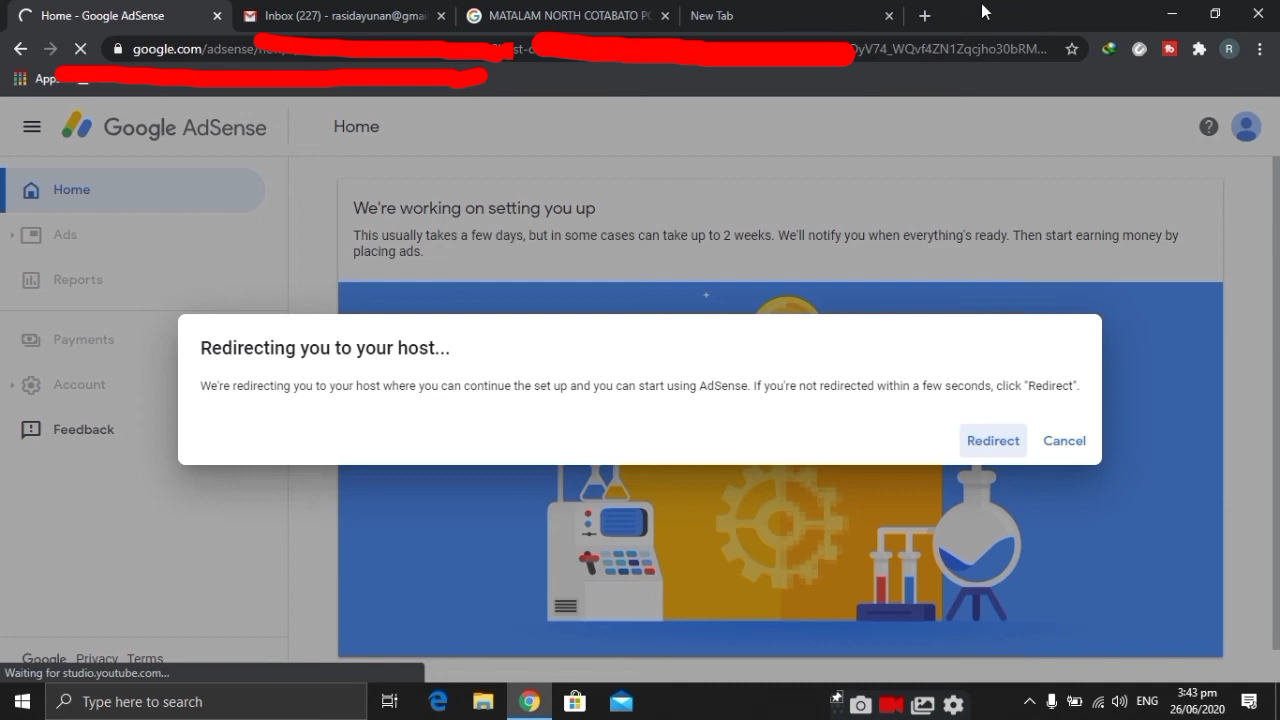 Home - Google AdSense
Inbox (227) - rasidayunan@gmai
MATALAM NORTH COTABATO PO
New Tab
google.com/adsense/
yV74_WQvf4ZN1Zqcjho30bRM...
R
Apps
Google AdSense
Home
Home
Ads
Reports
Payments
Account
Feedback
We're working on setting you up
This usually takes a few days, but in some cases can take up to 2 weeks. We'll notify you when everything's ready. Then start earning money by
placing ads.
Redirecting you to your host...
We're redirecting you to your host where you can continue the set up and you can start using AdSense. If you're not redirected within a few seconds, click "Redirect".
Redirect
Cancel
Google Privacy Terms
Waiting for studio.youtube.com...
Type here to search
ENG
3:43 pm
26/06/2020